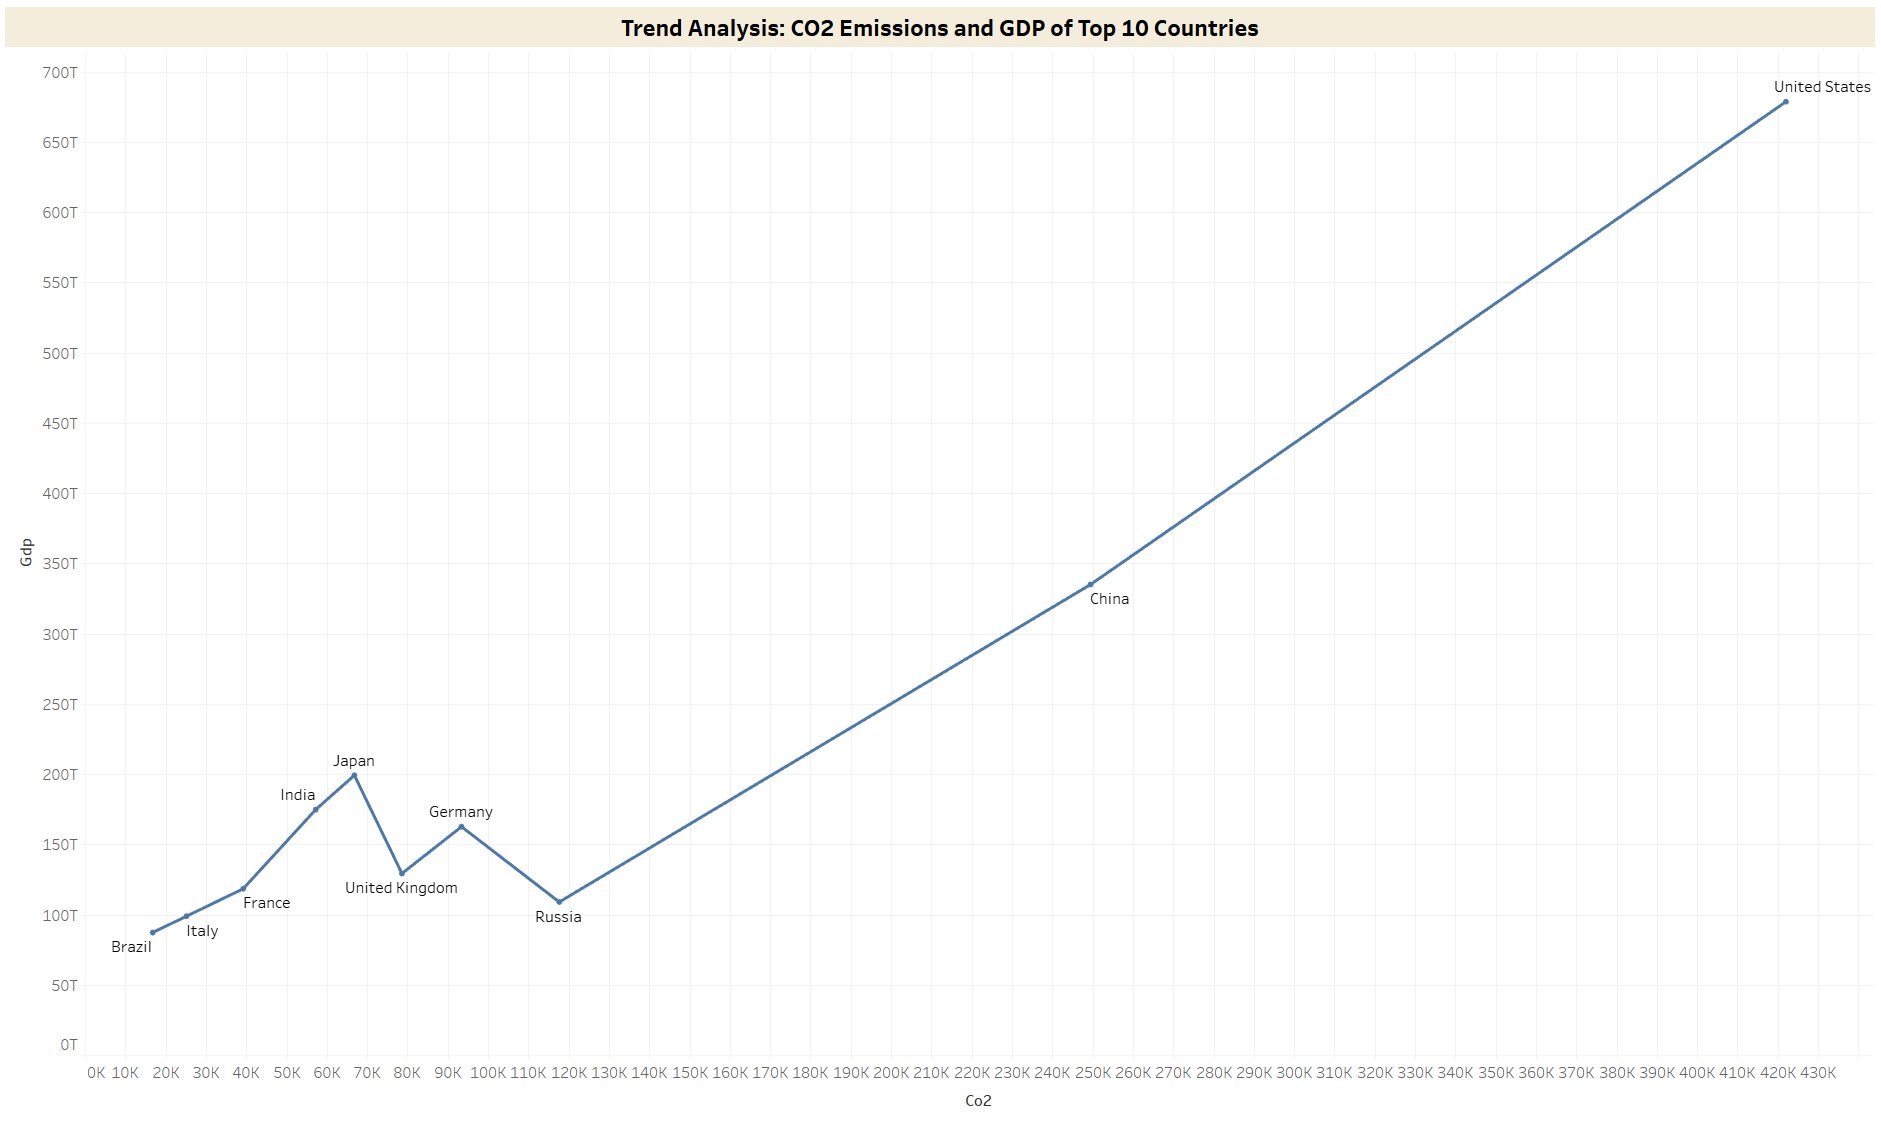 Trend Analysis: CO2 Emissions and GDP of Top 10 Countries
700T
United States
650T
600T
550T
500T
450T
400T
Gdp
350T
China
300T
250T
200T
Japan
India
Germany
150T
United Kingdom
France
Russia
100T
Italy
Brazil
50T
0T
0K 10K 20K 30K 40K 50K 60K 70K 80K 90K 100K 110K 120K 130K 140K 150K 160K 170K 180K 190K 200K 210K 220K 230K 240K 250K 260K 270K 280K 290K 300K 310K 320K 330K 340K 350K 360K 370K 380K 390K 400K 410K 420K 430K
Co2